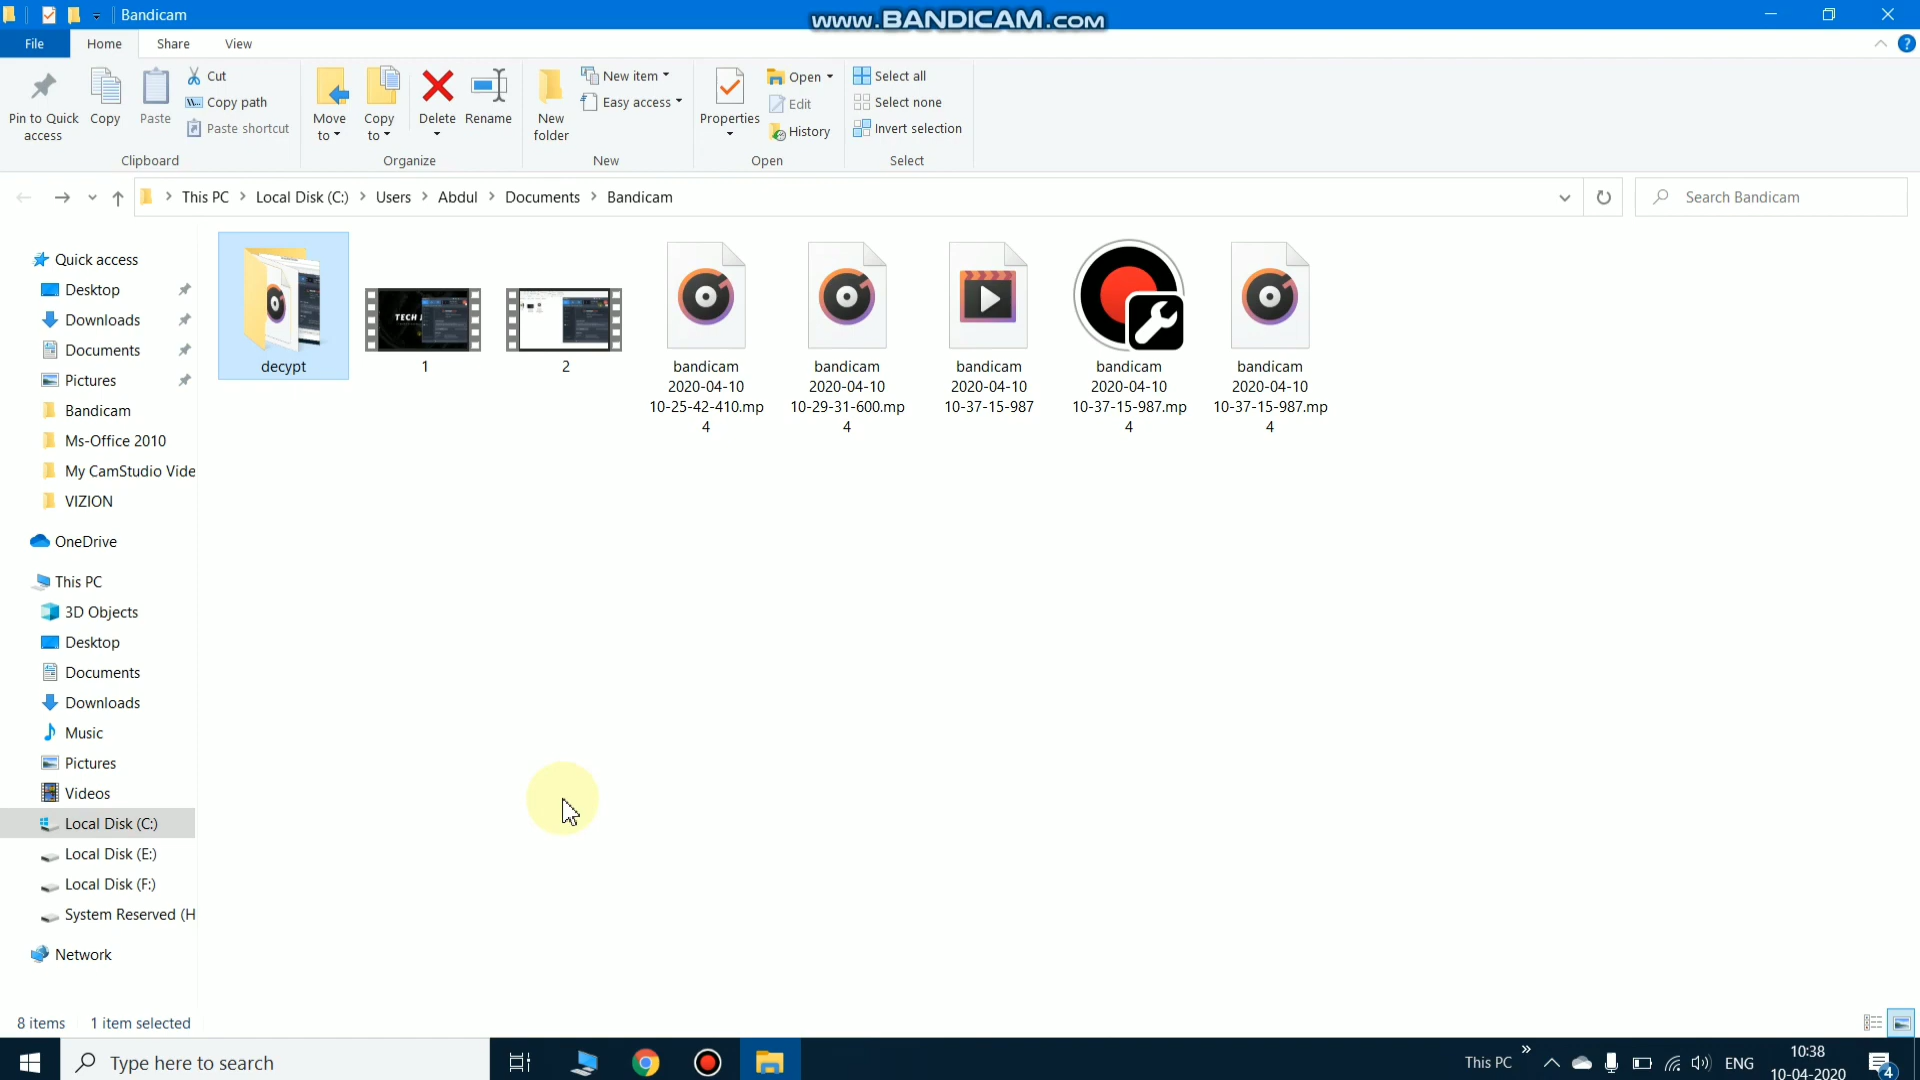 Bandicam
www.BANDICAM.com
File
Home
Share
View
Pin to Quick
access
Copy
Paste
Cut
Copy path
Paste shortcut
Clipboard
Move
to
Copy
to
Delete
Rename
Organize
New
folder
New item
Easy access
New
Properties
Open
Edit
History
Open
Select all
Select none
Invert selection
Select
This PC > Local Disk (C:) > Users > Abdul > Documents > Bandicam
Search Bandicam
Quick access
Desktop
Downloads
Documents
Pictures
Bandicam
Ms-Office 2010
My CamStudio Vide
VIZION
OneDrive
This PC
3D Objects
Desktop
Documents
Downloads
Music
Pictures
Videos
Local Disk (C:)
Local Disk (E:)
Local Disk (F:)
System Reserved (H
Network
decypt
TECH
1
2
bandicam
2020-04-10
10-25-42-410.mp
4
bandicam
2020-04-10
10-29-31-600.mp
4
bandicam
2020-04-10
10-37-15-987
bandicam
2020-04-10
10-37-15-987.mp
4
bandicam
2020-04-10
10-37-15-987.mp
4
8 items
1 item selected
Type here to search
This PC
ENG
10:38
10-04-2020
4